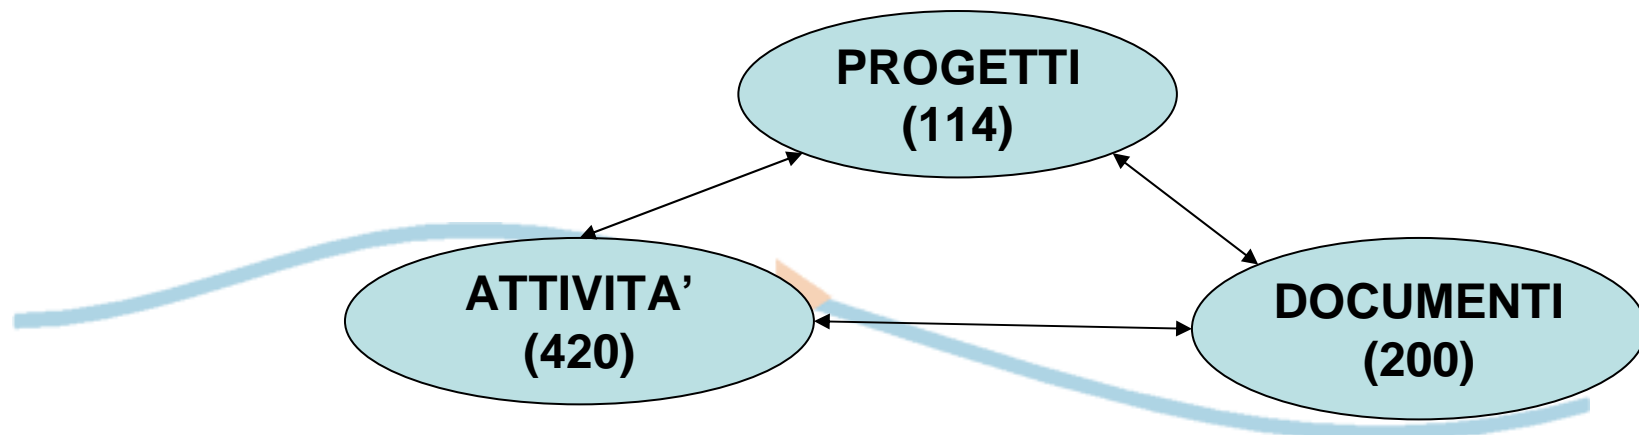 PROGETTI
(114)
ATTIVITA’
(420)
DOCUMENTI
(200)